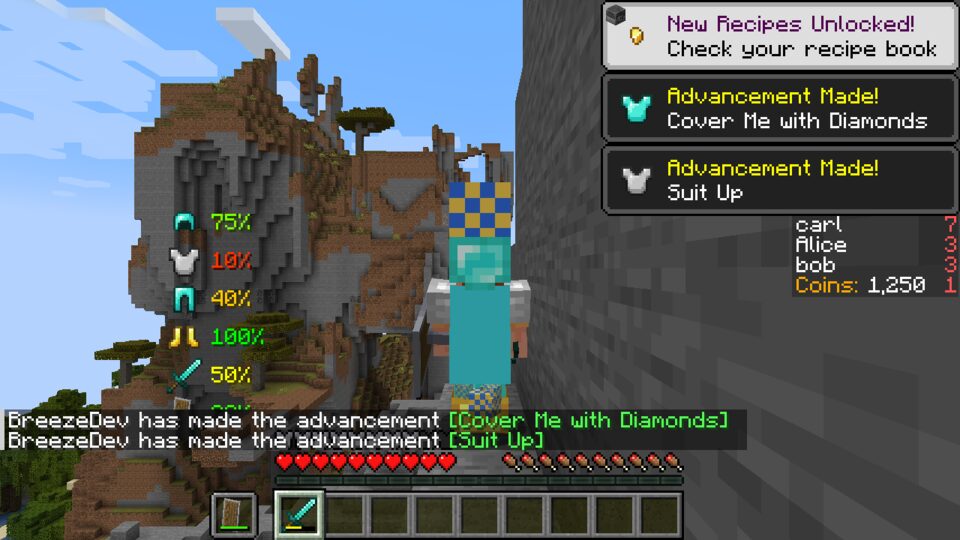 New Recipes Unlocked!
Check your recipe book
Advancement Made!
Cover Me with Diamonds
Advancement Made!
Suit Up
carl 7
Alice 3
bob 3
Coins: 1,250 1
75%
10%
40%
100%
50%
BreezeDev has made the advancement [Cover Me with Diamonds]
BreezeDev has made the advancement [Suit Up]